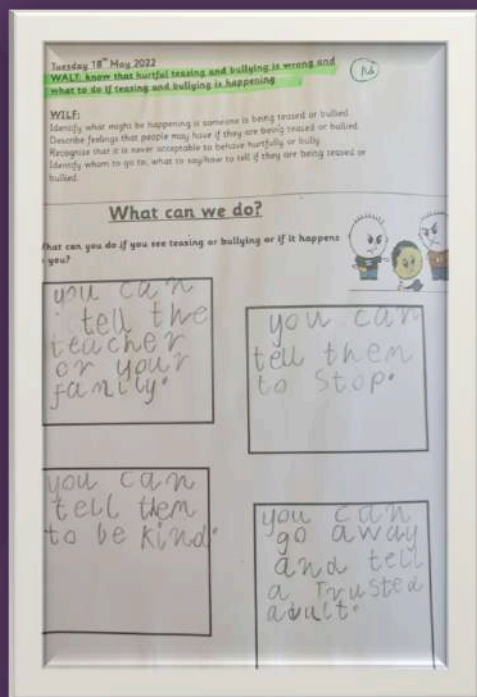 Tuesday 18th May 2022
WALT: know that hurtful teasing and bullying is wrong and
what to do if teasing and bullying is happening
WILF:
Identify what might be happening is someone is being teased or bullied.
Describe feelings that people may have if they are being teased or bullied.
Recognise that it is never acceptable to behave hurtfully or bully
Identify whom to go to, what to say/how to tell if they are being teased or
bullied.
What can we do?
hat can you do if you see teasing or bullying or if it happens
you?
you can
tell the
teacher
or your
family.
you can
tell them
to stop.
you can
tell them
to be kind.
you can
go away
and tell
a Trusted
adult.